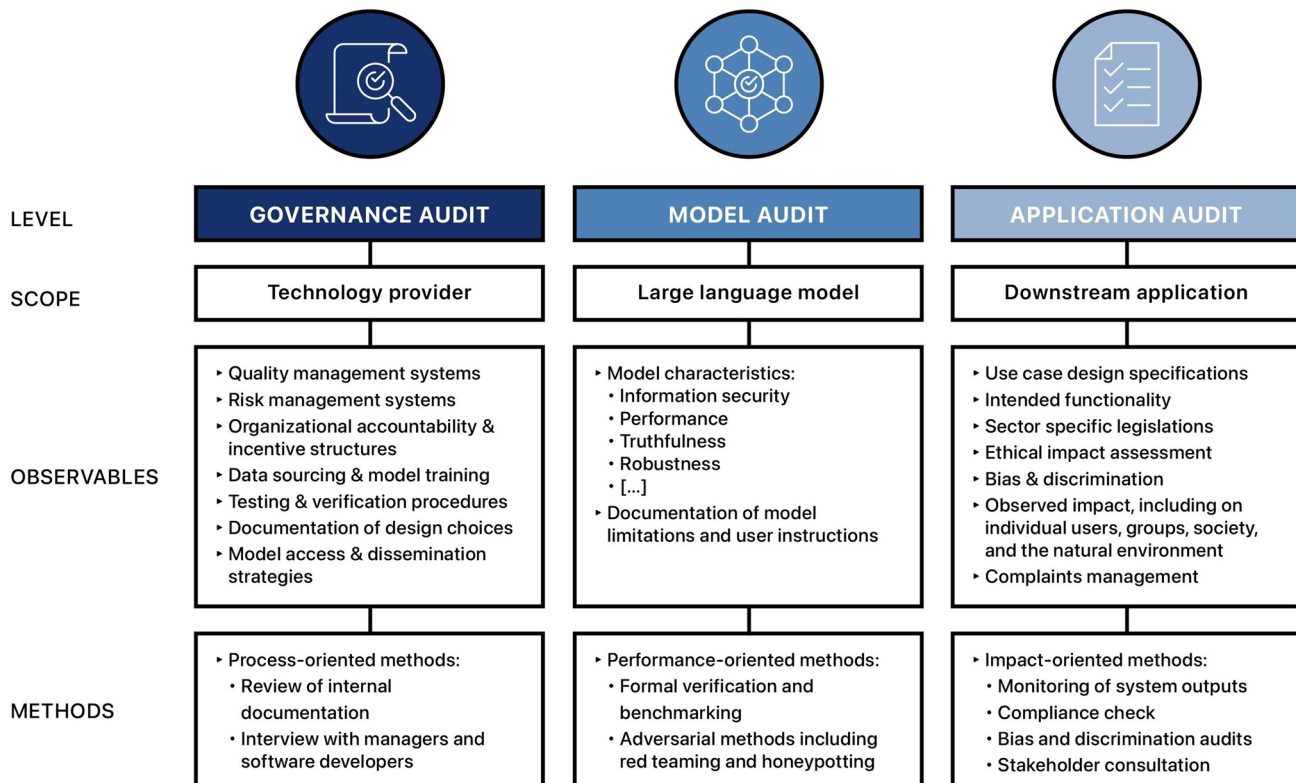 LEVEL
GOVERNANCE AUDIT
MODEL AUDIT
APPLICATION AUDIT
SCOPE
Technology provider
Large language model
Downstream application
OBSERVABLES
‣ Quality management systems
‣ Risk management systems
‣ Organizational accountability &
incentive structures
‣ Data sourcing & model training
‣ Testing & verification procedures
‣ Documentation of design choices
‣ Model access & dissemination
strategies
‣ Model characteristics:
• Information security
• Performance
• Truthfulness
• Robustness
• [...]
‣ Documentation of model
limitations and user instructions
‣ Use case design specifications
‣ Intended functionality
‣ Sector specific legislations
‣ Ethical impact assessment
‣ Bias & discrimination
‣ Observed impact, including on
individual users, groups, society,
and the natural environment
‣ Complaints management
METHODS
‣ Process-oriented methods:
• Review of internal
documentation
• Interview with managers and
software developers
‣ Performance-oriented methods:
• Formal verification and
benchmarking
• Adversarial methods including
red teaming and honeypotting
‣ Impact-oriented methods:
• Monitoring of system outputs
• Compliance check
• Bias and discrimination audits
• Stakeholder consultation